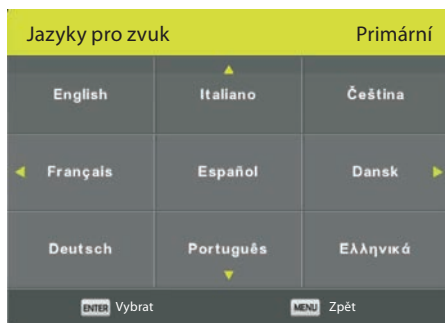 Jazyky pro zvuk Primární
English Italiano Čeština
Français Español Dansk
Deutsch Português Ελληνικά
ENTER Vybrat MENU Zpět